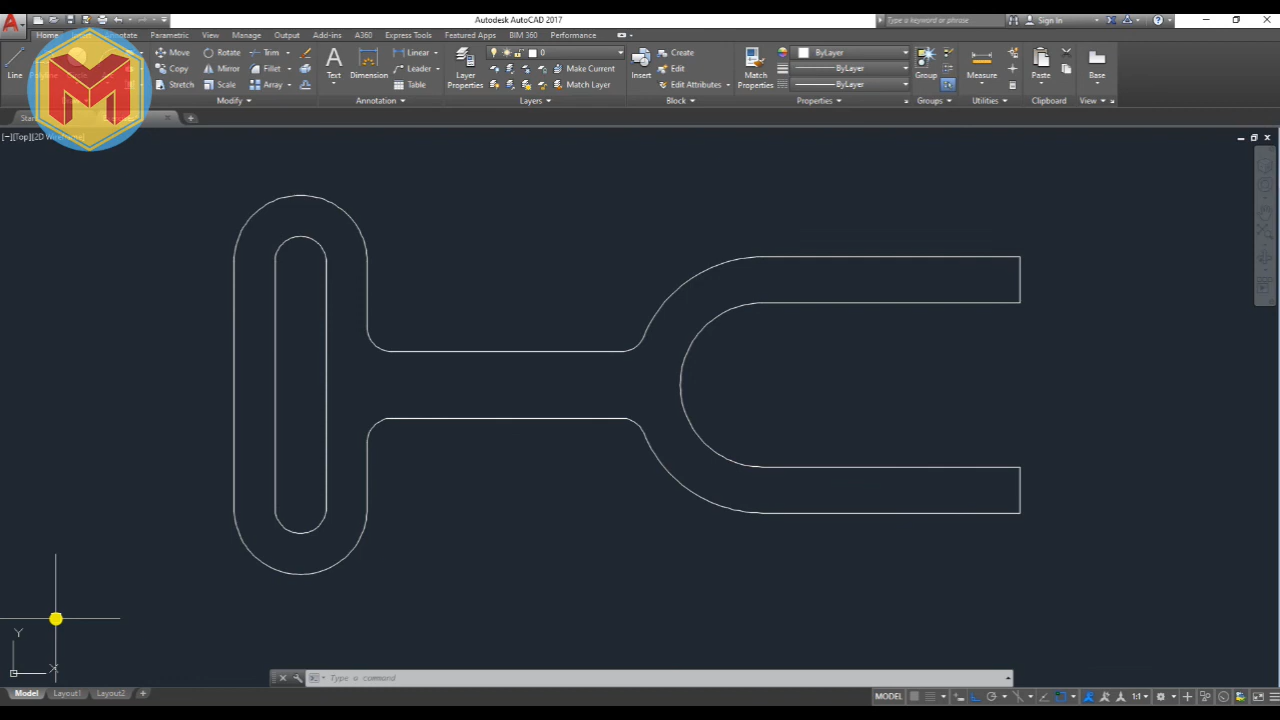 Autodesk AutoCAD 2017
Type a keyword or phrase
Sign In
Home Annotate Parametric View Manage Output Add-ins A360 Express Tools Featured Apps BIM 360 Performance
Line
Move Rotate Trim
Copy Mirror Fillet
Stretch Scale Array
Modify
Text Dimension
Linear
Leader
Table
Annotation
Layer Properties
0
Make Current
Match Layer
Layers
Insert
Create
Edit
Edit Attributes
Block
Match Properties
ByLayer
ByLayer
ByLayer
Properties
Group
Groups
Measure
Utilities
Paste
Clipboard
Base
View
[−][Top][2D Wireframe]
Y
X
Type a command
Model Layout1 Layout2
MODEL
1:1